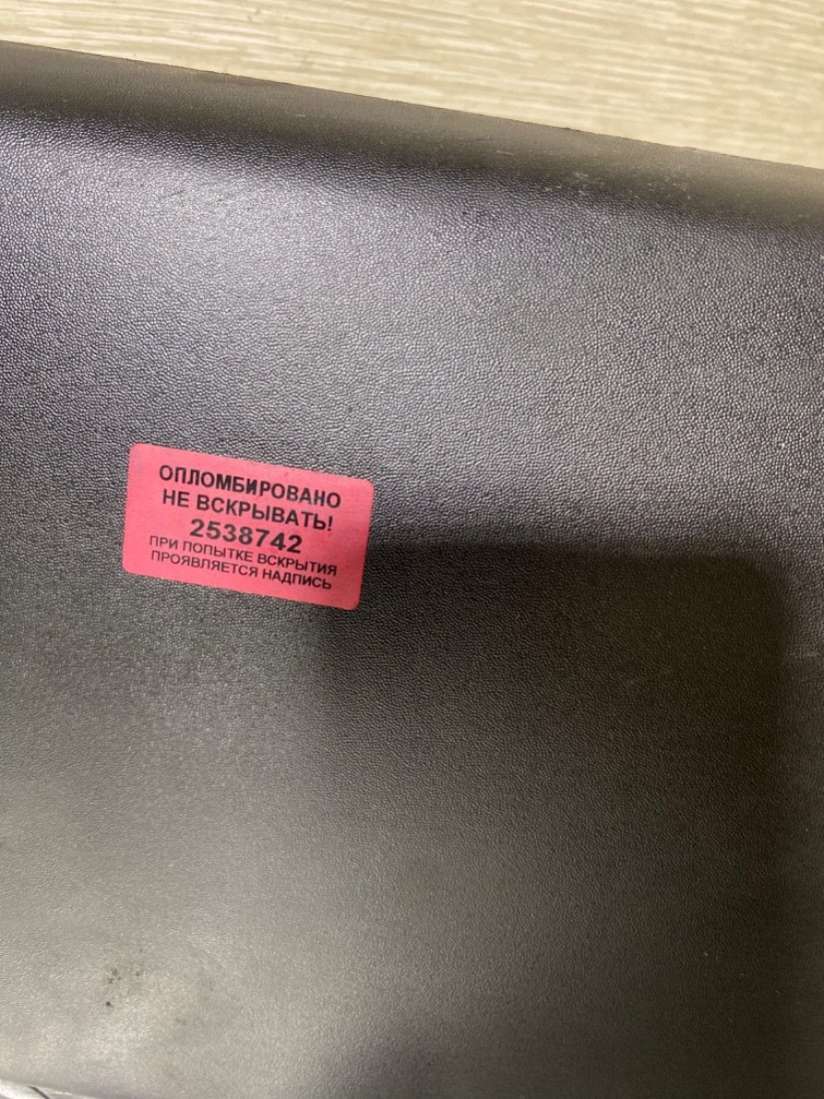 ОПЛОМБИРОВАНО
НЕ ВСКРЫВАТЬ!
2538742
ПРИ ПОПЫТКЕ ВСКРЫТИЯ
ПРОЯВЛЯЕТСЯ НАДПИСЬ